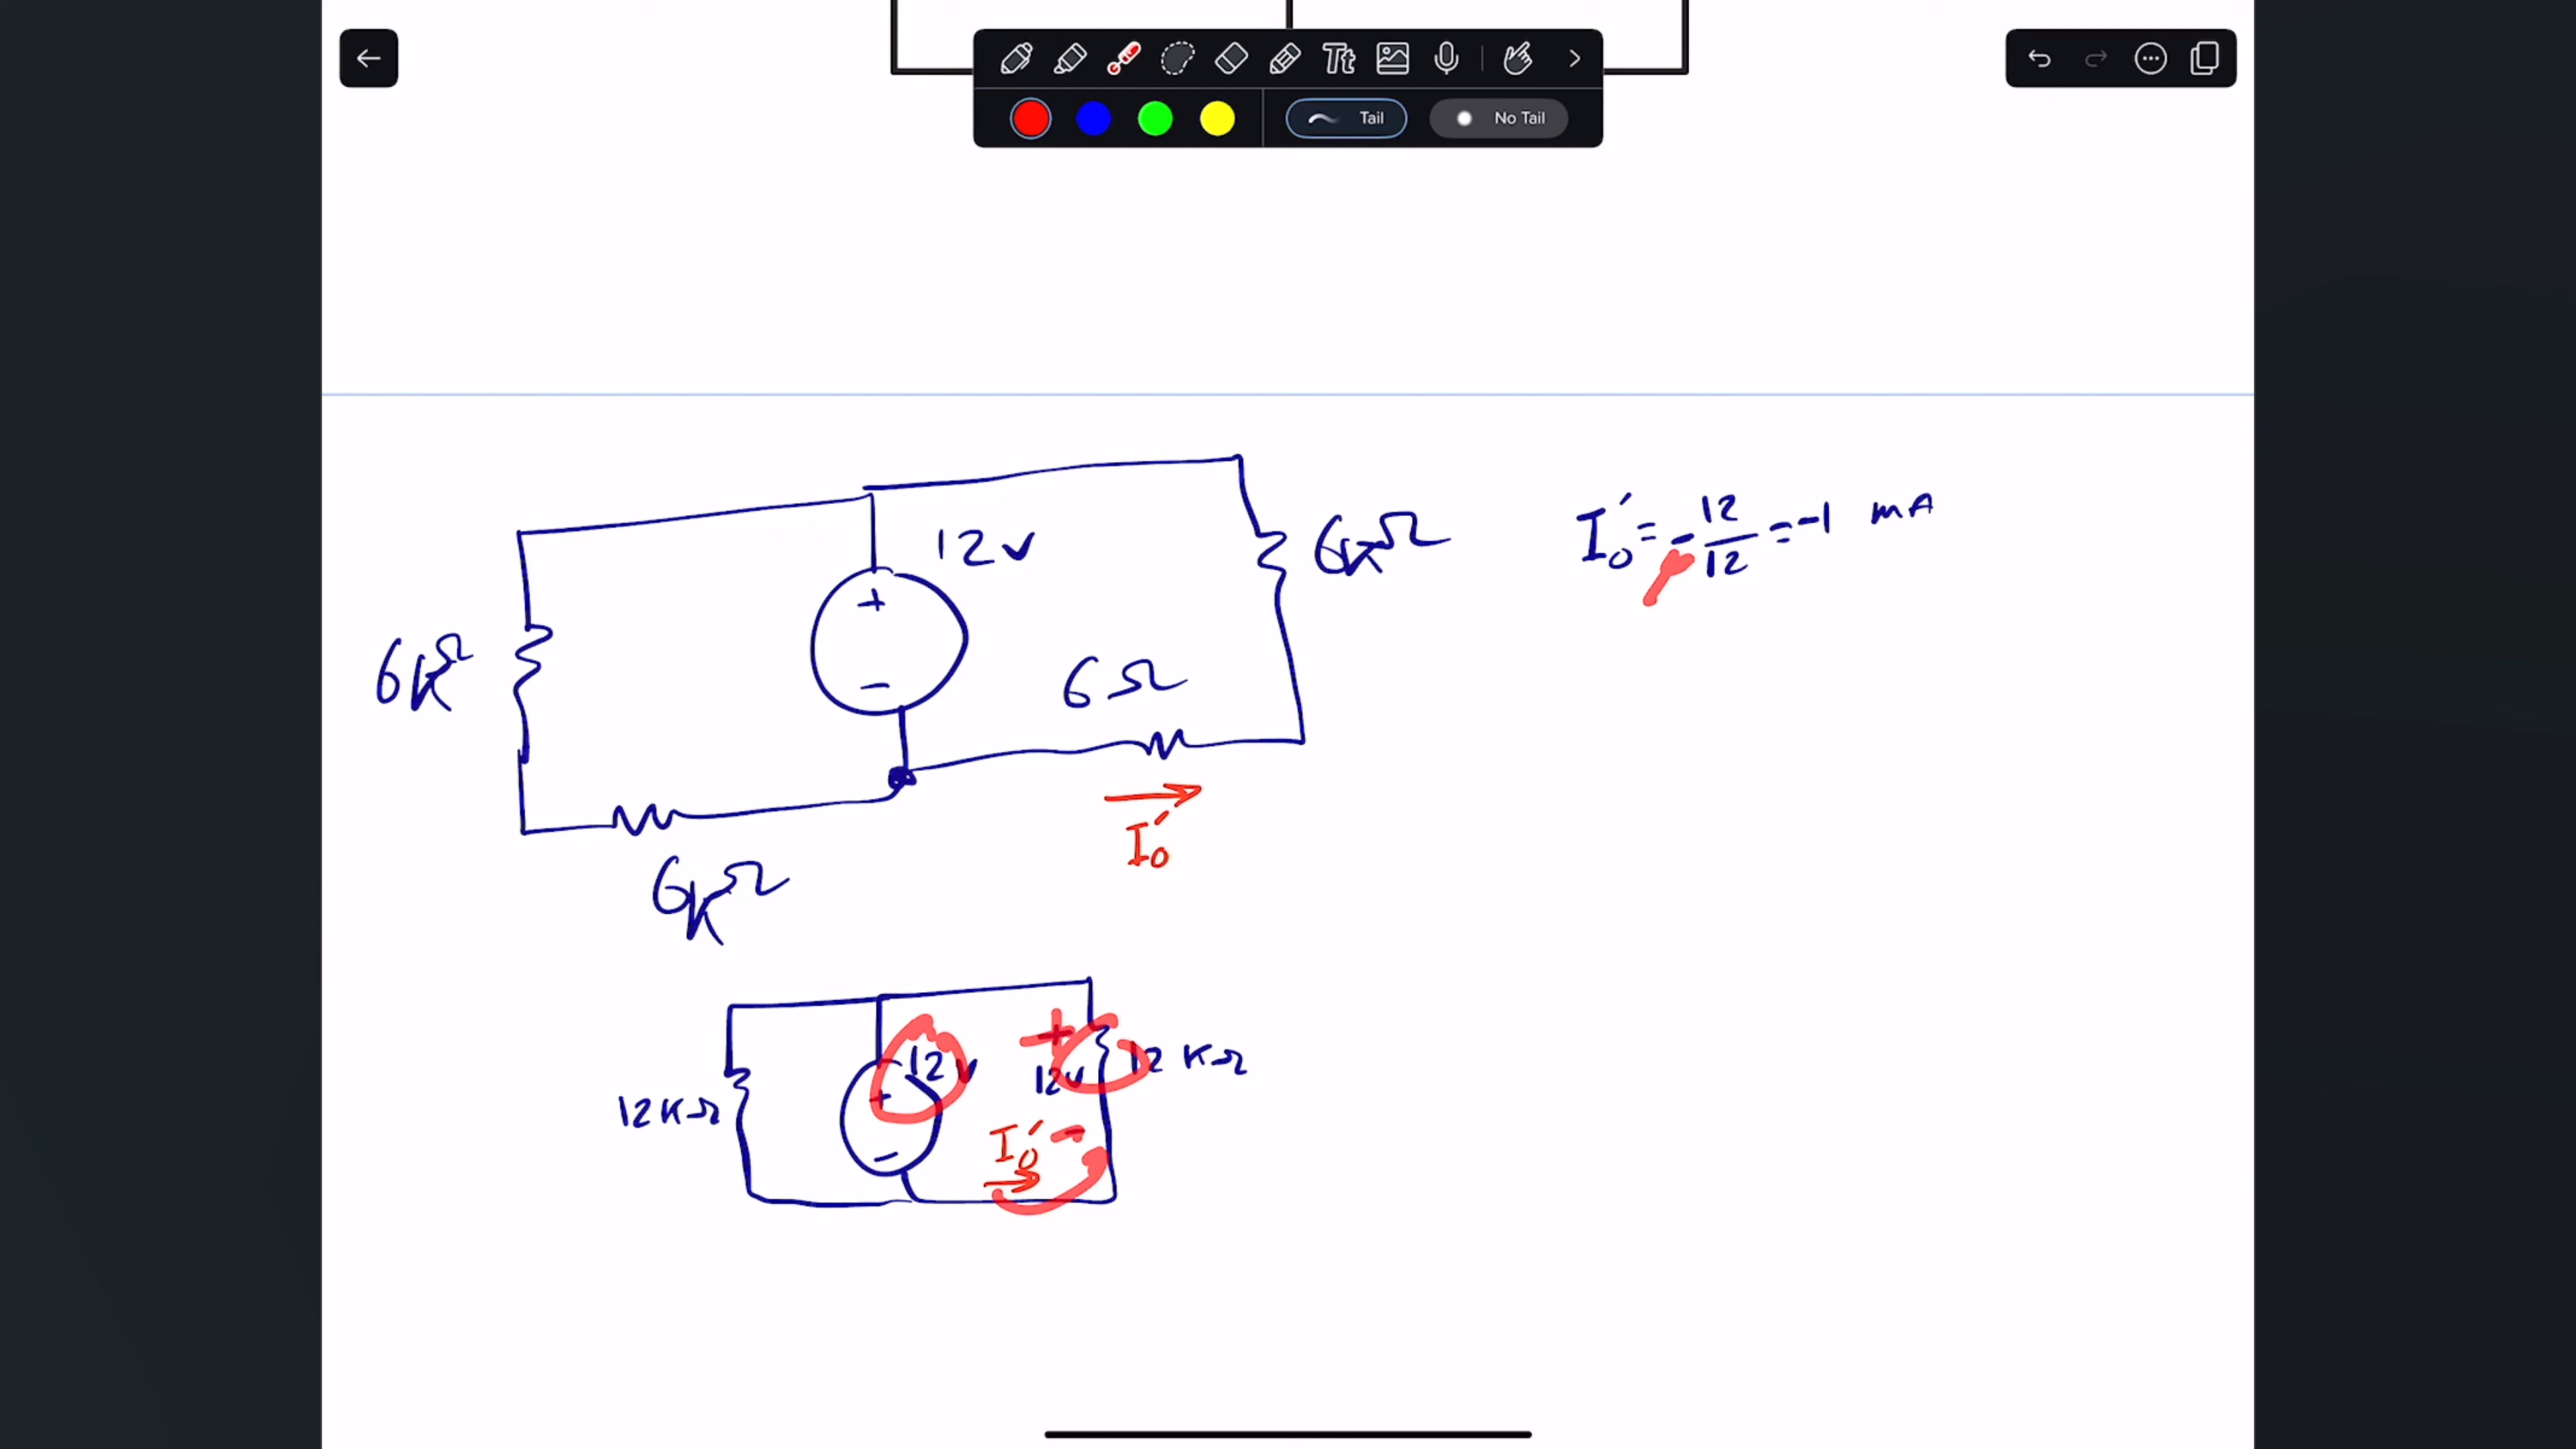 Tt
Tail
No Tail
12V
6kΩ
I₀′ = -12/12 = -1 mA
+
6kΩ
6Ω
-
I₀′
6kΩ
12V
+
12V
12KΩ
+
12KΩ
I₀′
-
-